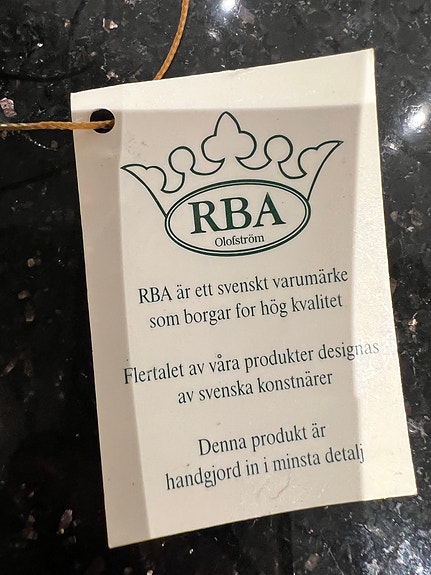 RBA
Olofström
RBA är ett svenskt varumärke
som borgar for hög kvalitet
Flertalet av våra produkter designas
av svenska konstnärer
Denna produkt är
handgjord in i minsta detalj